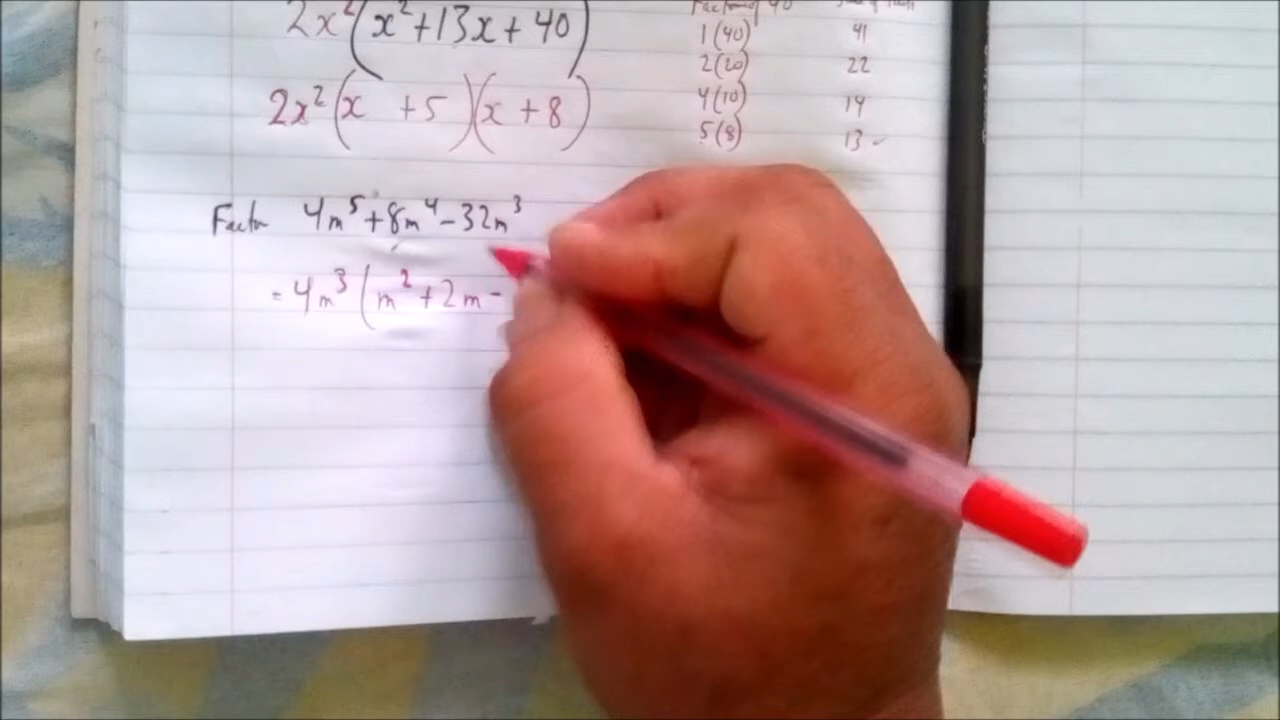 2x²(x²+13x+40)
2x²(x +5)(x +8)
40
1(40) 41
2(20) 22
4(10) 14
5(8) 13 ✓
Factor 4m⁵+8m⁴-32m³
= 4m³(m²+2m-